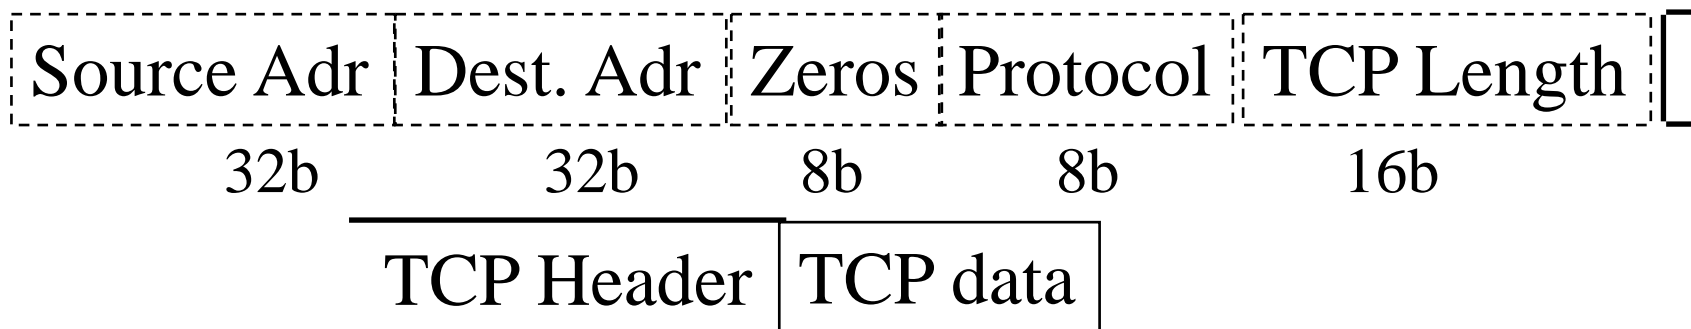 Source Adr Dest. Adr Zeros Protocol TCP Length
32b 32b 8b 8b 16b
TCP Header TCP data